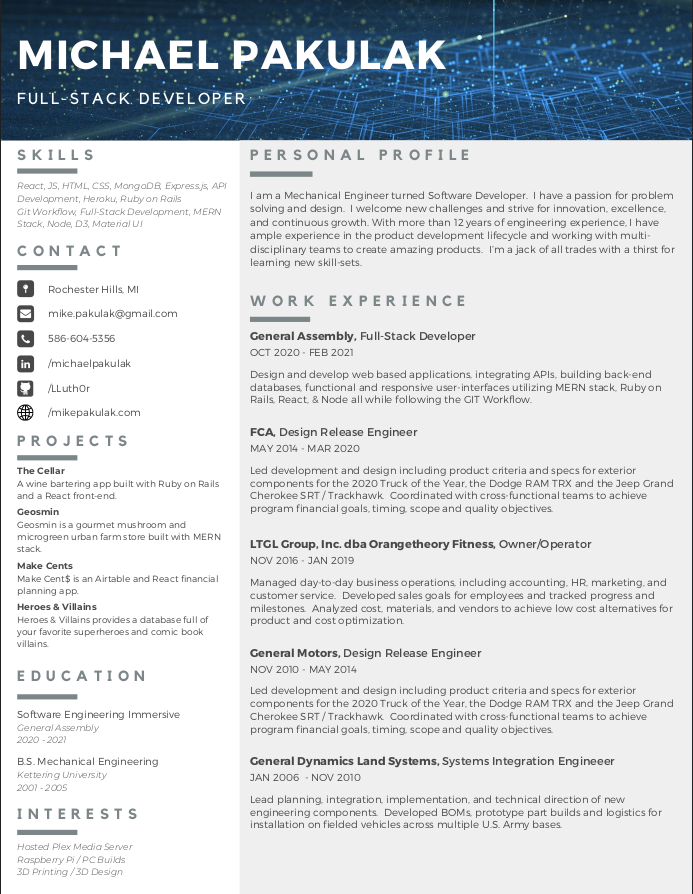 MICHAEL PAKULAK
FULL-STACK DEVELOPER
SKILLS
React, JS, HTML, CSS, MongoDB, Express.js, API
Development, Heroku, Ruby on Rails
Git Workflow, Full-Stack Development, MERN
Stack, Node, D3, Material UI
CONTACT
Rochester Hills, MI
mike.pakulak@gmail.com
586-604-5356
/michaelpakulak
/LLuth0r
/mikepakulak.com
PROJECTS
The Cellar
A wine bartering app built with Ruby on Rails
and a React front-end.
Geosmin
Geosmin is a gourmet mushroom and
microgreen urban farm store built with MERN
stack.
Make Cents
Make Cent$ is an Airtable and React financial
planning app.
Heroes & Villains
Heroes & Villains provides a database full of
your favorite superheroes and comic book
villains.
EDUCATION
Software Engineering Immersive
General Assembly
2020 - 2021
B.S. Mechanical Engineering
Kettering University
2001 - 2005
INTERESTS
Hosted Plex Media Server
Raspberry Pi / PC Builds
3D Printing / 3D Design
PERSONAL PROFILE
I am a Mechanical Engineer turned Software Developer. I have a passion for problem
solving and design. I welcome new challenges and strive for innovation, excellence,
and continuous growth. With more than 12 years of engineering experience, I have
ample experience in the product development lifecycle and working with multi-
disciplinary teams to create amazing products. I'm a jack of all trades with a thirst for
learning new skill-sets.
WORK EXPERIENCE
General Assembly, Full-Stack Developer
OCT 2020 - FEB 2021
Design and develop web based applications, integrating APIs, building back-end
databases, functional and responsive user-interfaces utilizing MERN stack, Ruby on
Rails, React, & Node all while following the GIT Workflow.
FCA, Design Release Engineer
MAY 2014 - MAR 2020
Led development and design including product criteria and specs for exterior
components for the 2020 Truck of the Year, the Dodge RAM TRX and the Jeep Grand
Cherokee SRT / Trackhawk. Coordinated with cross-functional teams to achieve
program financial goals, timing, scope and quality objectives.
LTGL Group, Inc. dba Orangetheory Fitness, Owner/Operator
NOV 2016 - JAN 2019
Managed day-to-day business operations, including accounting, HR, marketing, and
customer service. Developed sales goals for employees and tracked progress and
milestones. Analyzed cost, materials, and vendors to achieve low cost alternatives for
product and cost optimization.
General Motors, Design Release Engineer
NOV 2010 - MAY 2014
Led development and design including product criteria and specs for exterior
components for the 2020 Truck of the Year, the Dodge RAM TRX and the Jeep Grand
Cherokee SRT / Trackhawk. Coordinated with cross-functional teams to achieve
program financial goals, timing, scope and quality objectives.
General Dynamics Land Systems, Systems Integration Engineeer
JAN 2006 - NOV 2010
Lead planning, integration, implementation, and technical direction of new
engineering components. Developed BOMs, prototype part builds and logistics for
installation on fielded vehicles across multiple U.S. Army bases.